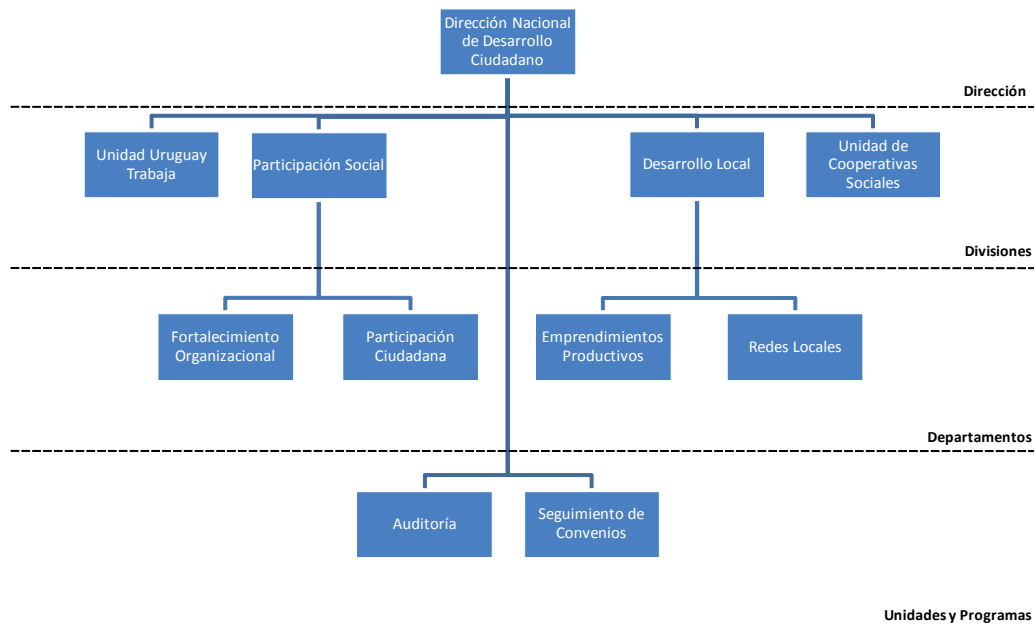 Dirección Nacional
de Desarrollo
Ciudadano
Dirección
Unidad Uruguay
Trabaja
Participación Social
Desarrollo Local
Unidad de
Cooperativas
Sociales
Divisiones
Fortalecimiento
Organizacional
Participación
Ciudadana
Emprendimientos
Productivos
Redes Locales
Departamentos
Auditoría
Seguimiento de
Convenios
Unidades y Programas